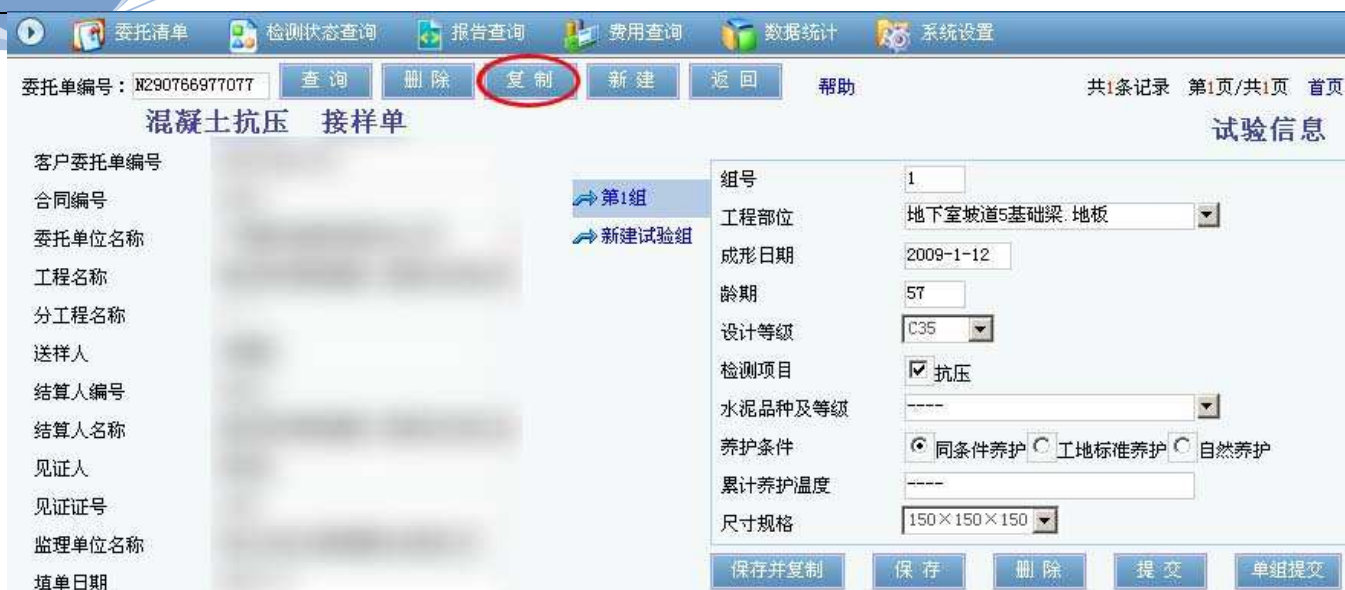 委托清单 检测状态查询 报告查询 费用查询 数据统计 系统设置
委托单编号：N290766977077 查询 删除 复制 新建 返回 帮助 共1条记录 第1页/共1页 首页
混凝土抗压 接样单
试验信息
客户委托单编号
合同编号
委托单位名称
工程名称
分工程名称
送样人
结算人编号
结算人名称
见证人
见证证号
监理单位名称
填单日期
第1组
新建试验组
组号 1
工程部位 地下室坡道5基础梁.地板
成形日期 2009-1-12
龄期 57
设计等级 C35
检测项目 抗压
水泥品种及等级 ----
养护条件 同条件养护 工地标准养护 自然养护
累计养护温度 ----
尺寸规格 150×150×150
保存并复制 保存 删除 提交 单组提交